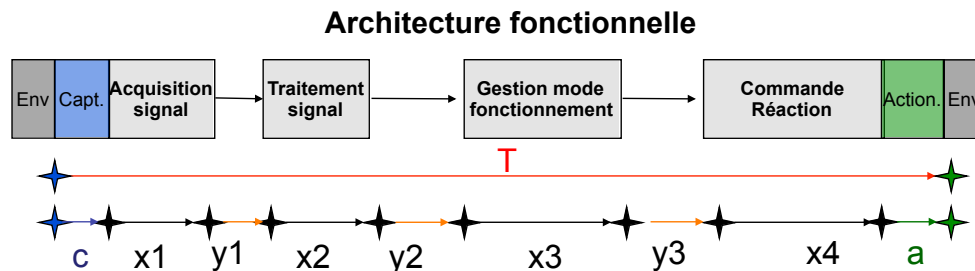 Architecture fonctionnelle
Env
Capt.
Acquisition
signal
Traitement
signal
Gestion mode
fonctionnement
Commande
Réaction
Action.
Env
T
c
x1
y1
x2
y2
x3
y3
x4
a